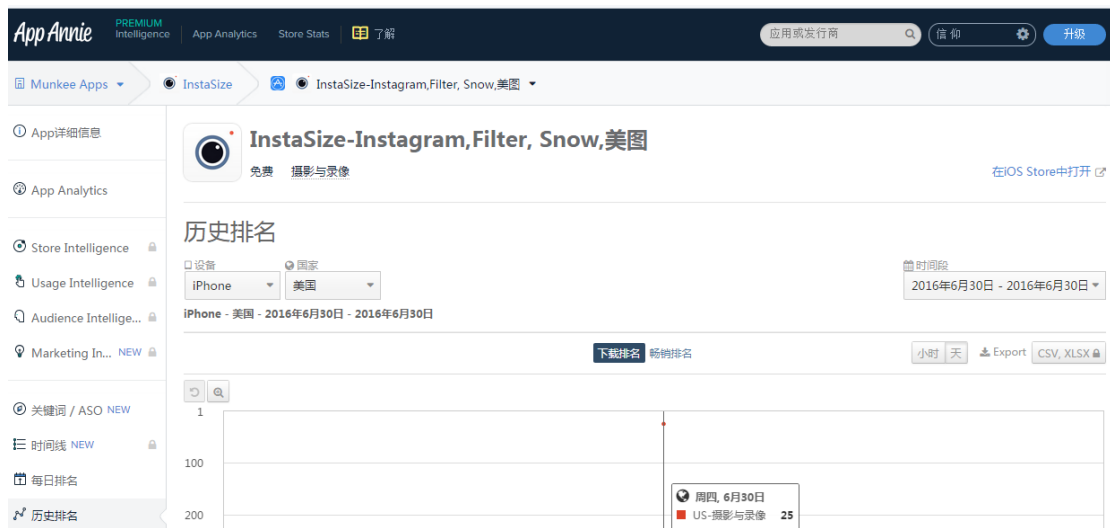 App Annie PREMIUM Intelligence App Analytics Store Stats 了解 应用或发行商 信仰 升级
Munkee Apps InstaSize InstaSize-Instagram,Filter, Snow,美图
App详细信息
App Analytics
Store Intelligence
Usage Intelligence
Audience Intellige...
Marketing In... NEW
关键词 / ASO NEW
时间线 NEW
每日排名
历史排名
InstaSize-Instagram,Filter, Snow,美图
免费 摄影与录像
在iOS Store中打开
历史排名
设备 国家 时间段
iPhone 美国 2016年6月30日 - 2016年6月30日
iPhone - 美国 - 2016年6月30日 - 2016年6月30日
下载排名 畅销排名 小时 天 Export CSV, XLSX
1
100
200
周四, 6月30日
US-摄影与录像 25